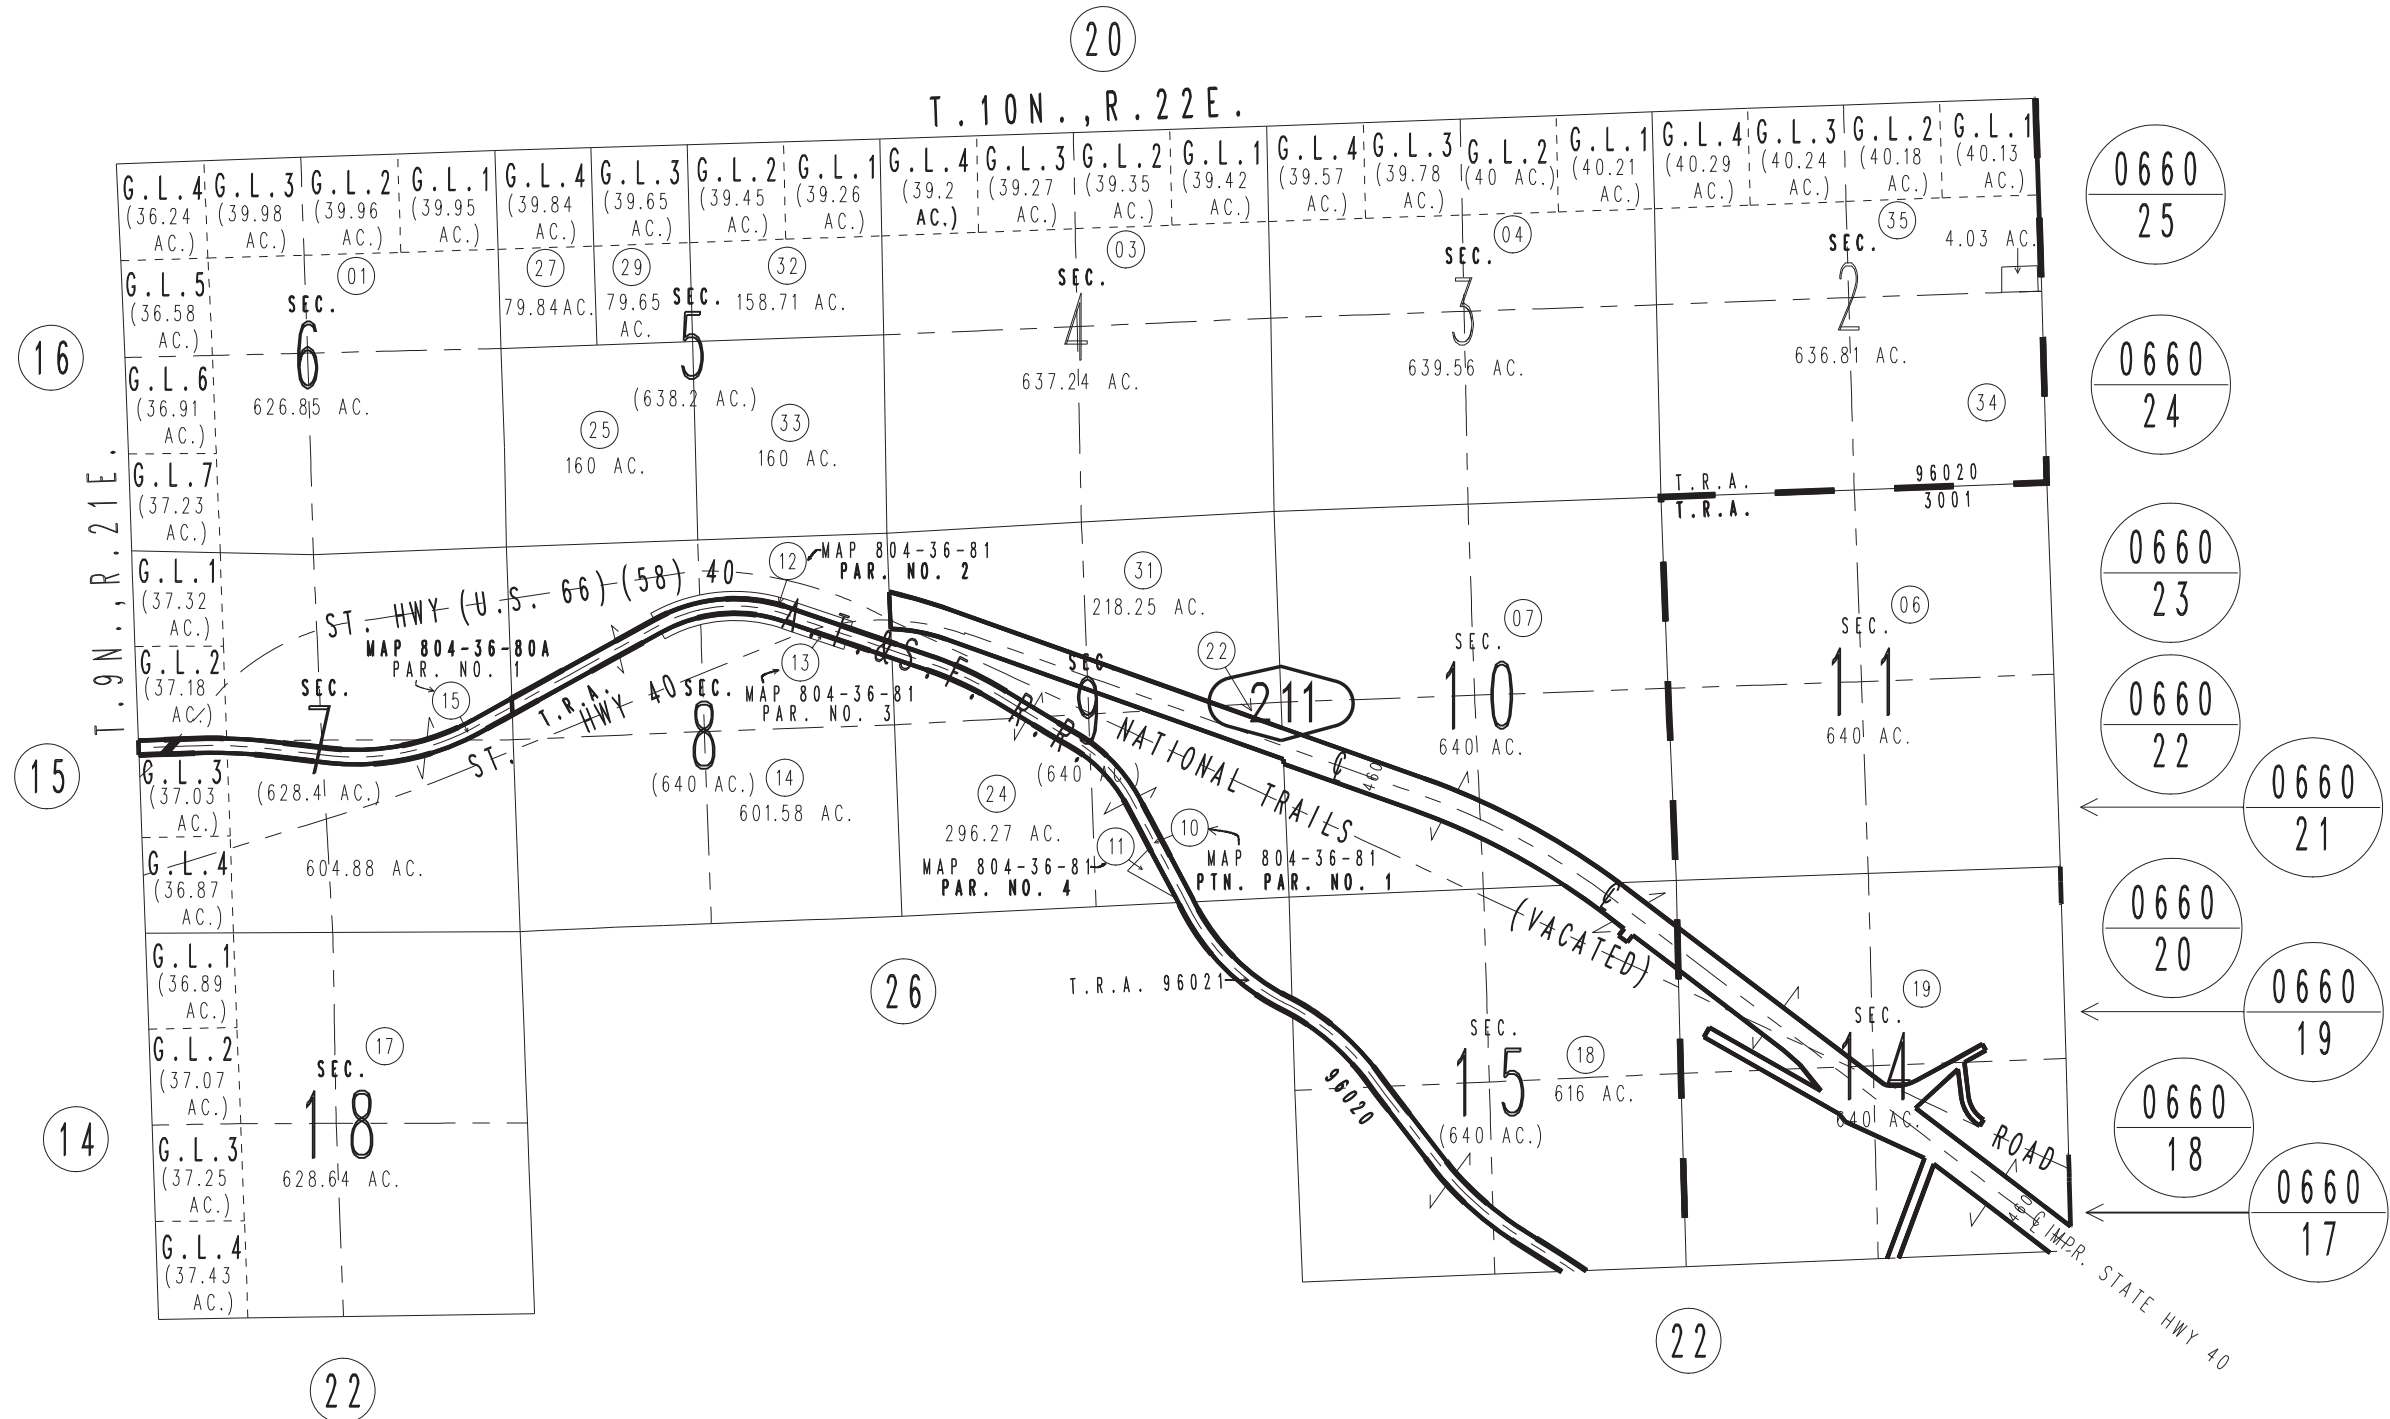 20
T.10N.,R.22E.
G.L.4
(36.24
AC.)
G.L.3
(39.98
AC.)
G.L.2
(39.96
AC.)
G.L.1
(39.95
AC.)
G.L.4
(39.84
AC.)
G.L.3
(39.65
AC.)
G.L.2
(39.45
AC.)
G.L.1
(39.26
AC.)
G.L.4
(39.2
AC.)
G.L.3
(39.27
AC.)
G.L.2
(39.35
AC.)
G.L.1
(39.42
AC.)
G.L.4
(39.57
AC.)
G.L.3
(39.78
AC.)
G.L.2
(40 AC.)
G.L.1
(40.21
AC.)
G.L.4
(40.29
AC.)
G.L.3
(40.24
AC.)
G.L.2
(40.18
AC.)
G.L.1
(40.13
AC.)
G.L.5
(36.58
AC.)
G.L.6
(36.91
AC.)
G.L.7
(37.23
AC.)
01
SEC.
6
626.85 AC.
27
79.84AC.
29
79.65
AC.
32
158.71 AC.
SEC.
5
(638.2 AC.)
25
160 AC.
33
160 AC.
03
SEC.
4
637.24 AC.
04
SEC.
3
639.56 AC.
35
SEC.
2
636.81 AC.
4.03 AC.
34
T.R.A. 96020
T.R.A. 3001
16
T.9N.,R.21E.
15
14
G.L.1
(37.32
AC.)
G.L.2
(37.18
AC.)
G.L.3
(37.03
AC.)
G.L.4
(36.87
AC.)
ST. HWY (U.S. 66)(58) 40
MAP 804-36-80A
PAR. NO. 1
15
SEC.
7
(628.4 AC.)
604.88 AC.
12
MAP 804-36-81
PAR. NO. 2
A.T.&S.F. R.R.
T.R.A.
ST. HWY 40
13
MAP 804-36-81
PAR. NO. 3
SEC.
8
(640 AC.)
14
601.58 AC.
31
218.25 AC.
22
211
SEC
9
(640 AC.)
24
296.27 AC.
11
MAP 804-36-81
PAR. NO. 4
10
MAP 804-36-81
PTN. PAR. NO. 1
NATIONAL TRAILS
(VACATED)
ROAD
460
07
SEC.
10
640 AC.
06
SEC.
11
640 AC.
G.L.1
(36.89
AC.)
G.L.2
(37.07
AC.)
G.L.3
(37.25
AC.)
G.L.4
(37.43
AC.)
17
SEC.
18
628.64 AC.
26
T.R.A. 96021
96020
SEC.
15
(640 AC.)
18
616 AC.
19
SEC.
14
640 AC.
460
℄ IMPR. STATE HWY 40
22
22
0660
25
0660
24
0660
23
0660
22
0660
21
0660
20
0660
19
0660
18
0660
17